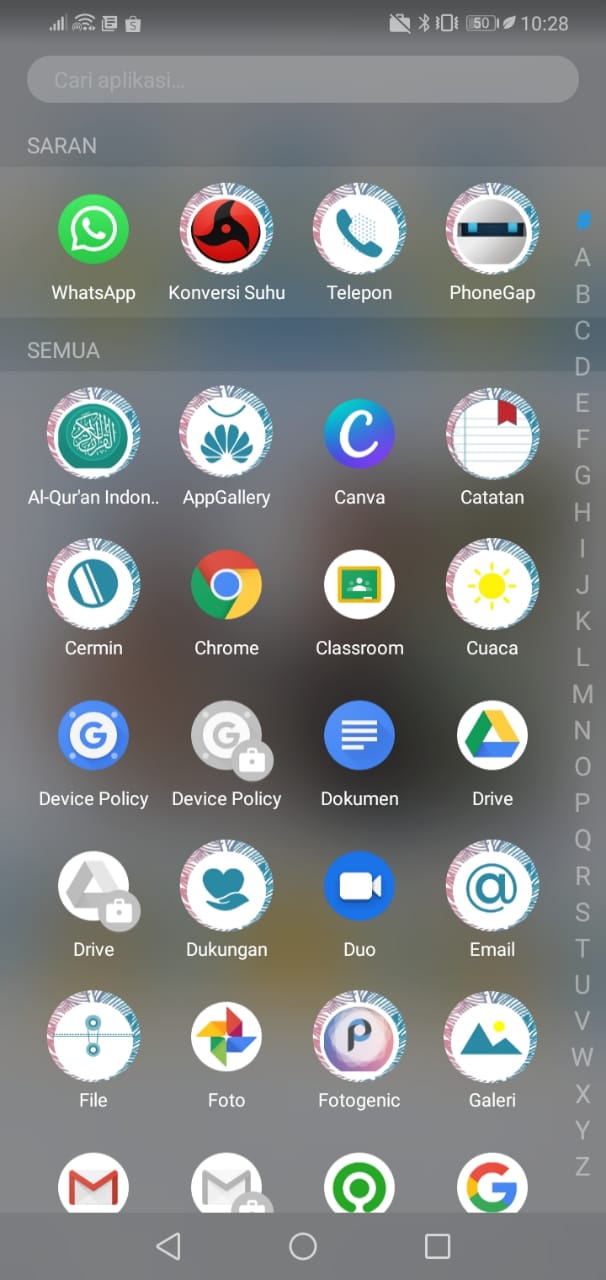 50 10:28
Cari aplikasi...
SARAN
WhatsApp Konversi Suhu Telepon PhoneGap
SEMUA
Al-Qur'an Indon.. AppGallery Canva Catatan
Cermin Chrome Classroom Cuaca
Device Policy Device Policy Dokumen Drive
Drive Dukungan Duo Email
File Foto Fotogenic Galeri
#
A
B
C
D
E
F
G
H
I
J
K
L
M
N
O
P
Q
R
S
T
U
V
W
X
Y
Z